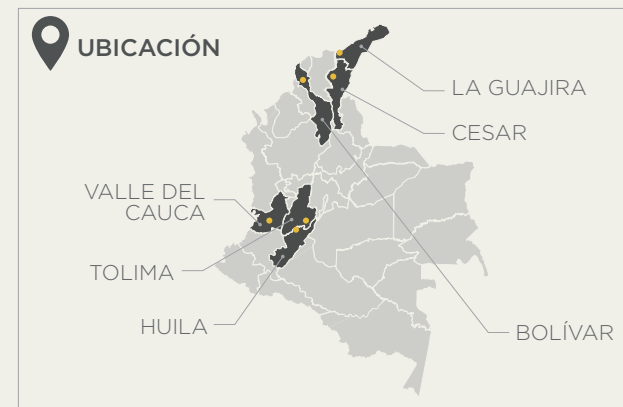 UBICACIÓN
LA GUAJIRA
CESAR
VALLE DEL
CAUCA
TOLIMA
HUILA
BOLÍVAR